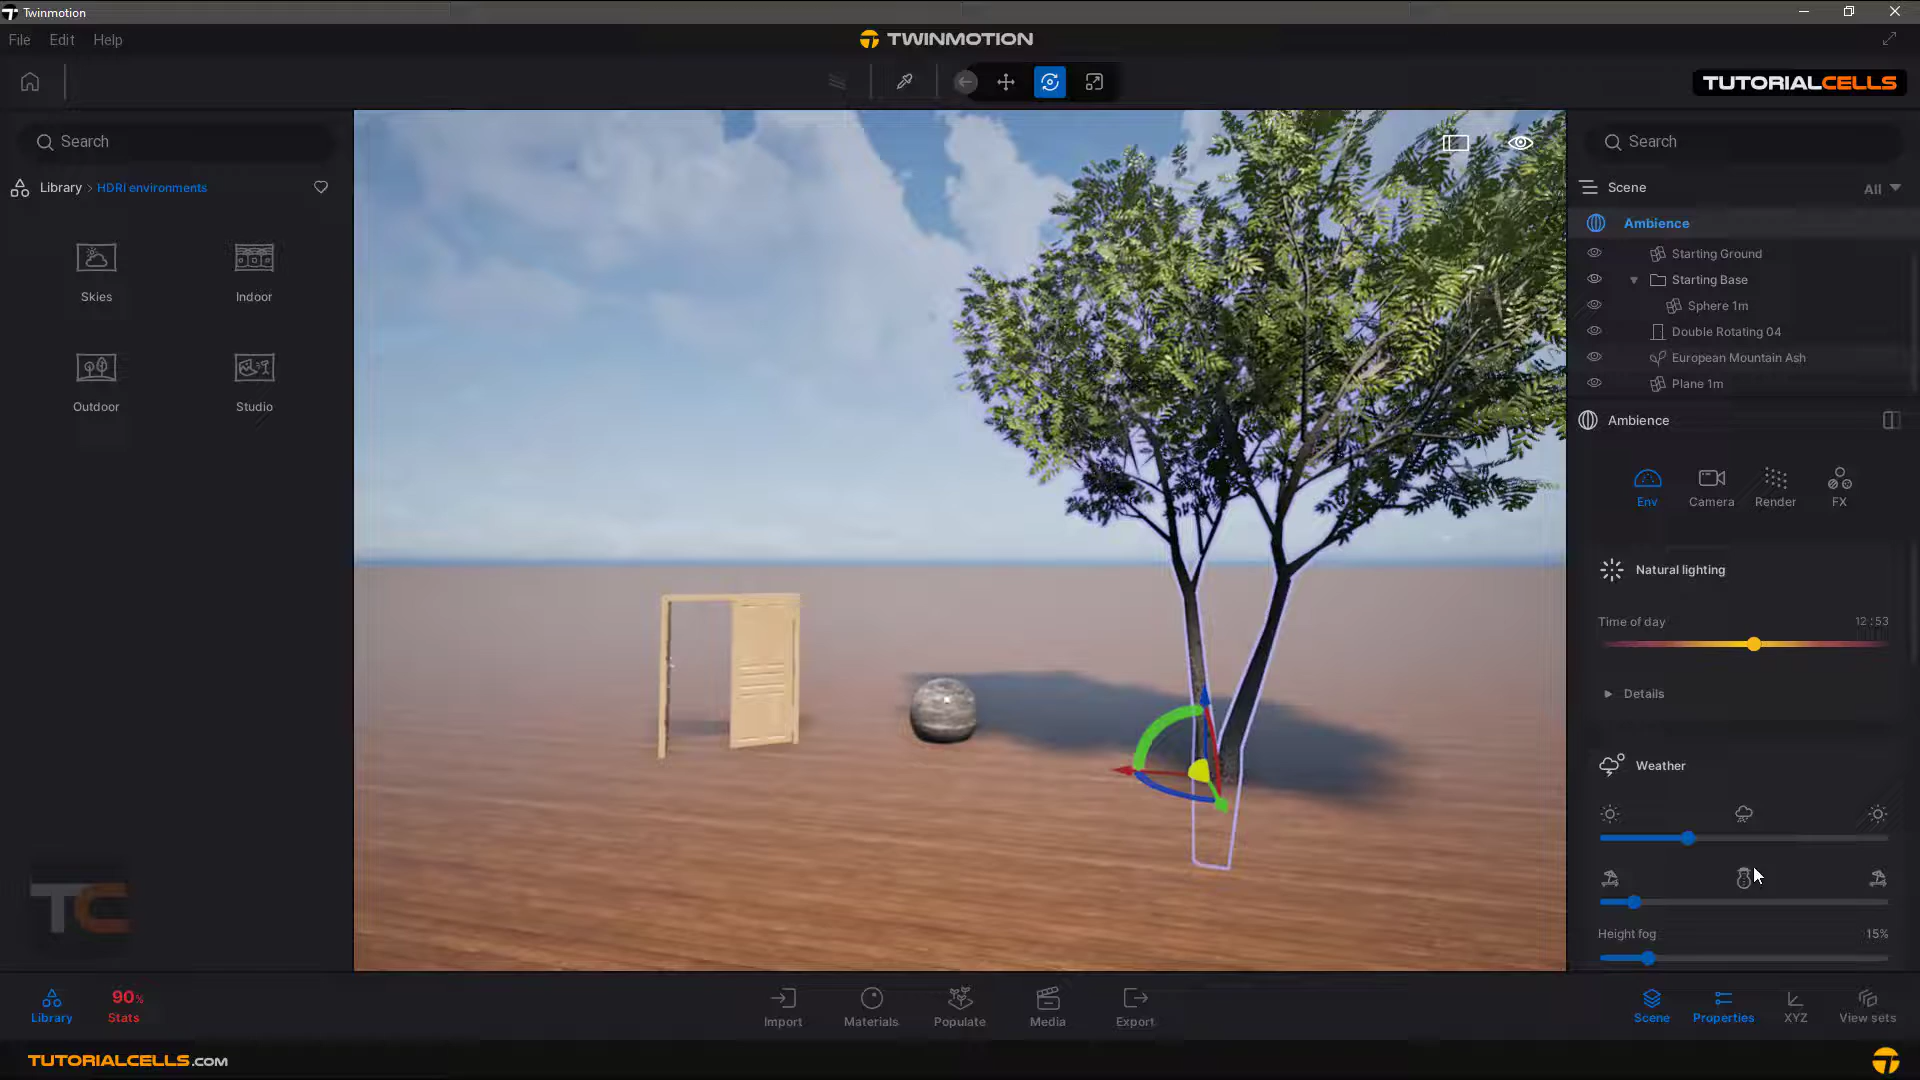 Twinmotion
File Edit Help
TWINMOTION
TUTORIALCELLS
Search
Library > HDRI environments
Skies
Indoor
Outdoor
Studio
TC
Search
Scene
All
Ambience
Starting Ground
Starting Base
Sphere 1m
Double Rotating 04
European Mountain Ash
Plane 1m
Ambience
Env
Camera
Render
FX
Natural lighting
Time of day 12:53
Details
Weather
Height fog 15%
Library
90%
Stats
Import
Materials
Populate
Media
Export
Scene
Properties
XYZ
View sets
TUTORIALCELLS.COM